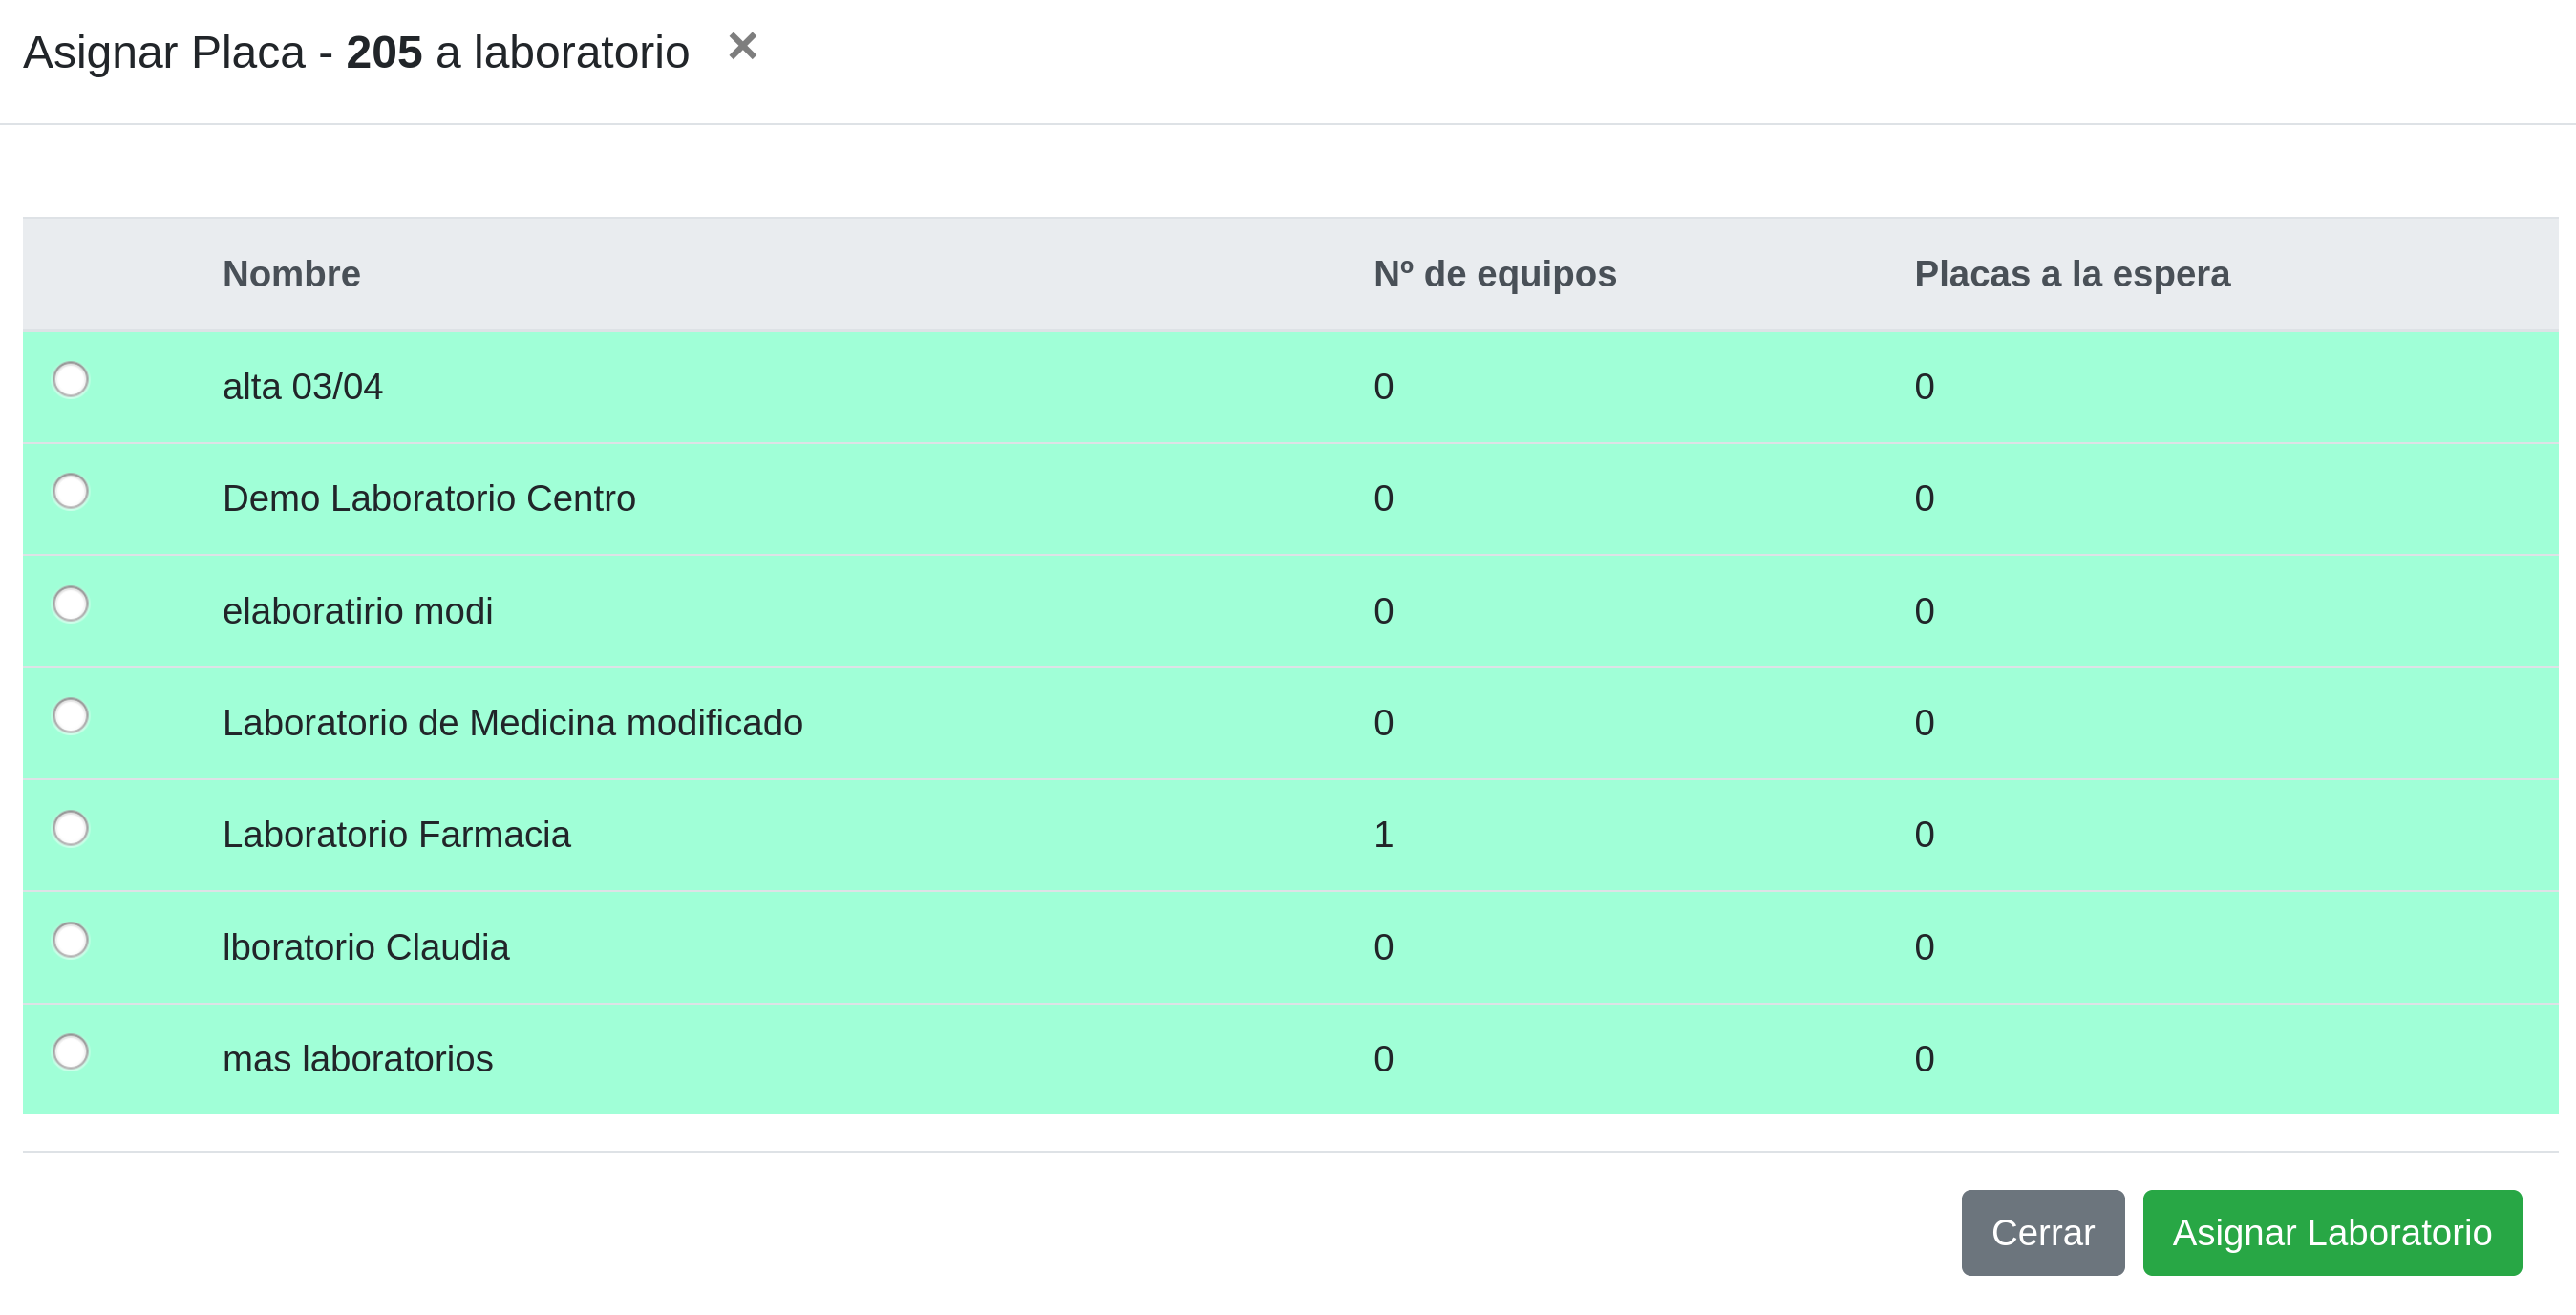 Asignar Placa - 205 a laboratorio ×
Nombre Nº de equipos Placas a la espera
alta 03/04 0 0
Demo Laboratorio Centro 0 0
elaboratirio modi 0 0
Laboratorio de Medicina modificado 0 0
Laboratorio Farmacia 1 0
lboratorio Claudia 0 0
mas laboratorios 0 0
Cerrar Asignar Laboratorio